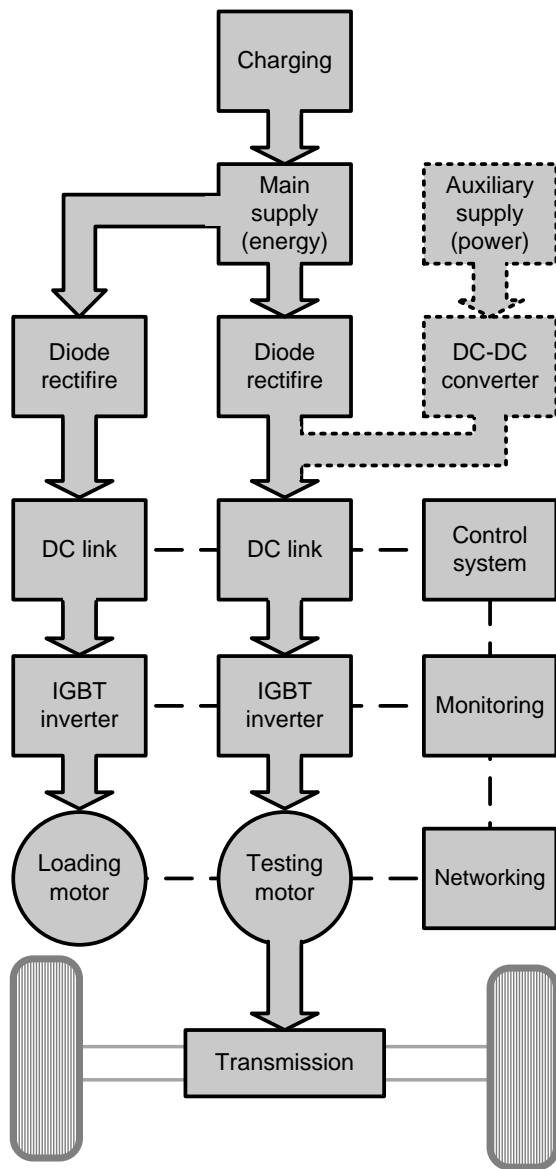 Charging
Main
supply
(energy)
Auxiliary
supply
(power)
Diode
rectifire
Diode
rectifire
DC-DC
converter
DC link
DC link
Control
system
IGBT
inverter
IGBT
inverter
Monitoring
Loading
motor
Testing
motor
Networking
Transmission